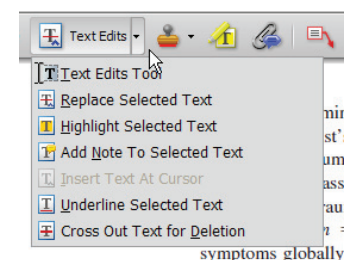 Text Edits
Text Edits Tool
Replace Selected Text
Highlight Selected Text
Add Note To Selected Text
Insert Text At Cursor
Underline Selected Text
Cross Out Text for Deletion
symptoms globally